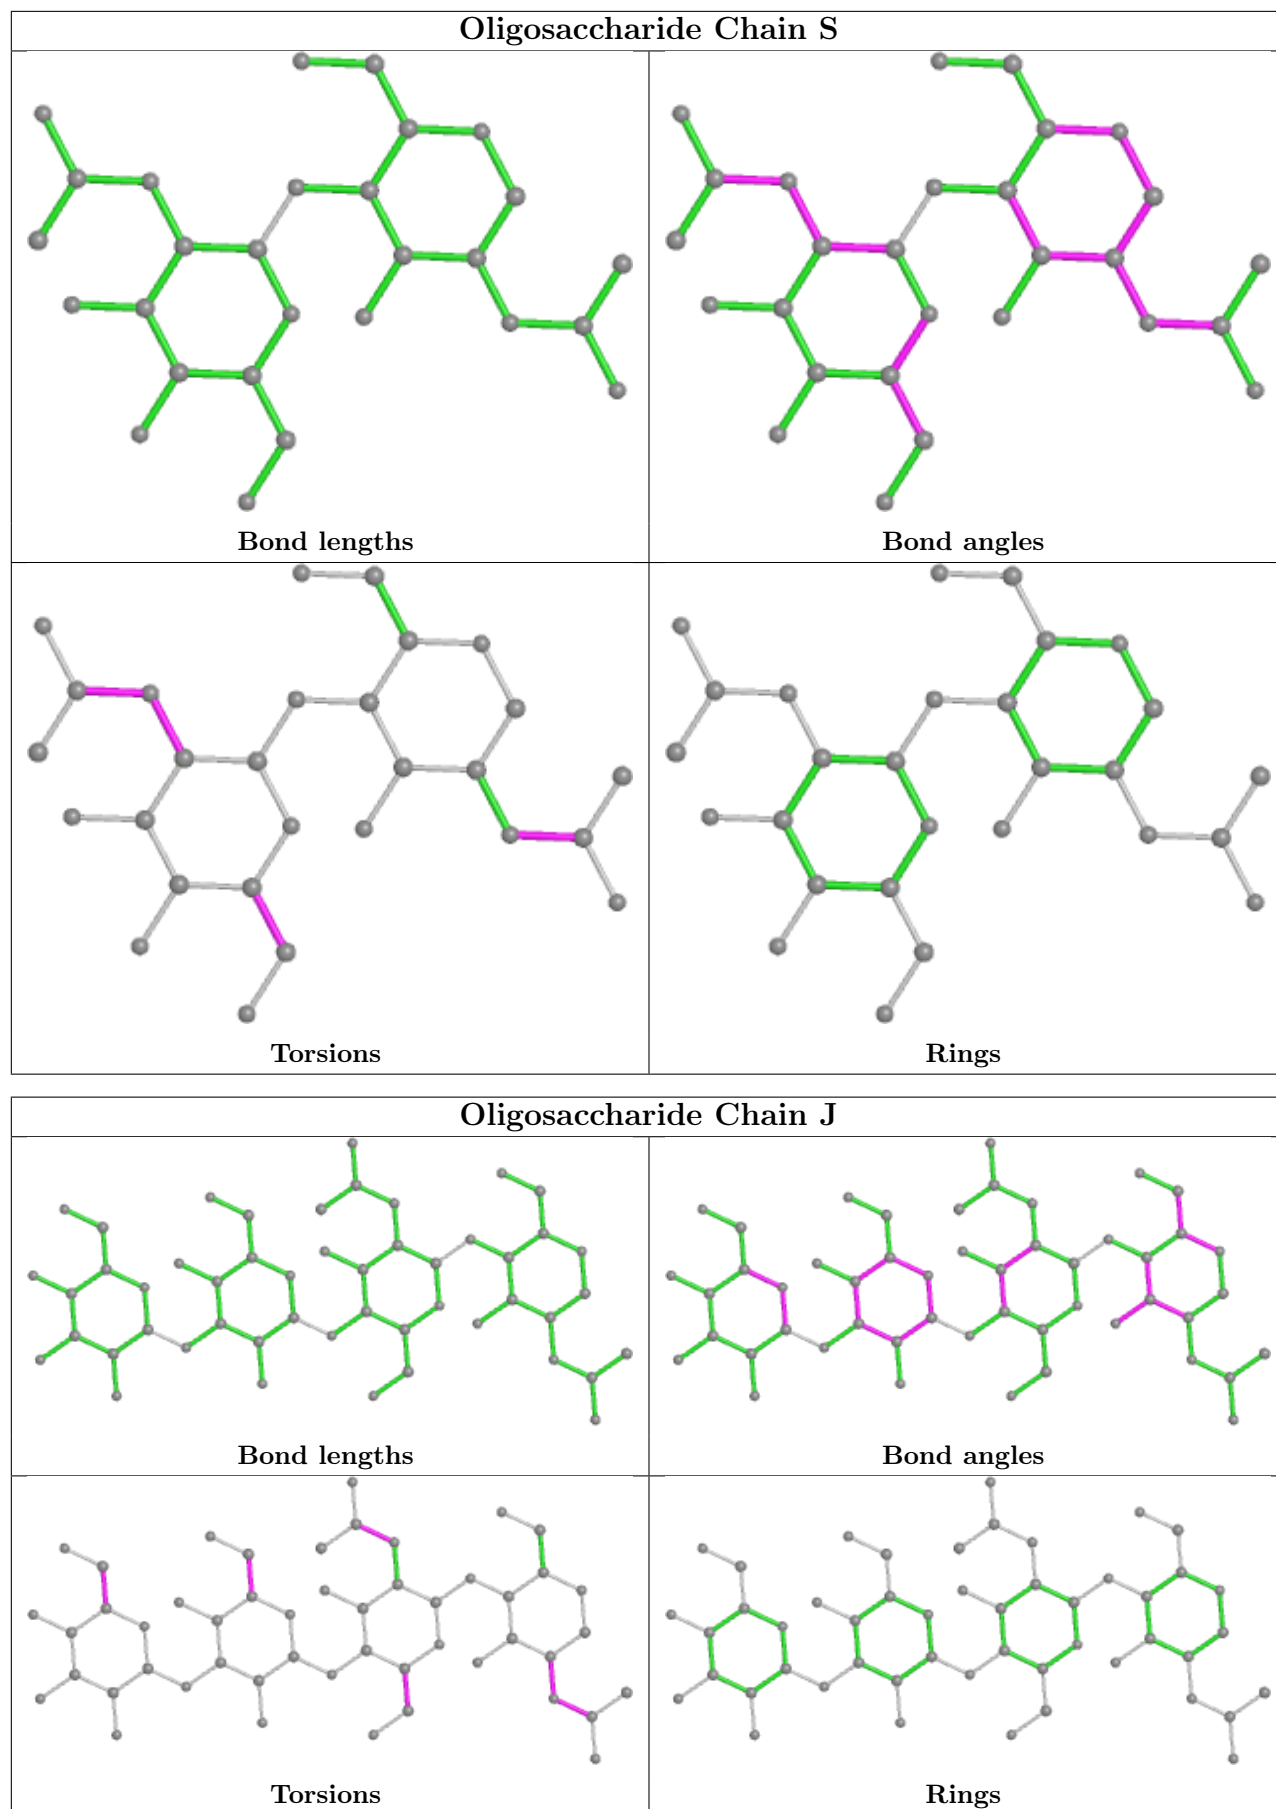 Oligosaccharide Chain S
Bond lengths
Bond angles
Torsions
Rings
Oligosaccharide Chain J
Bond lengths
Bond angles
Torsions
Rings